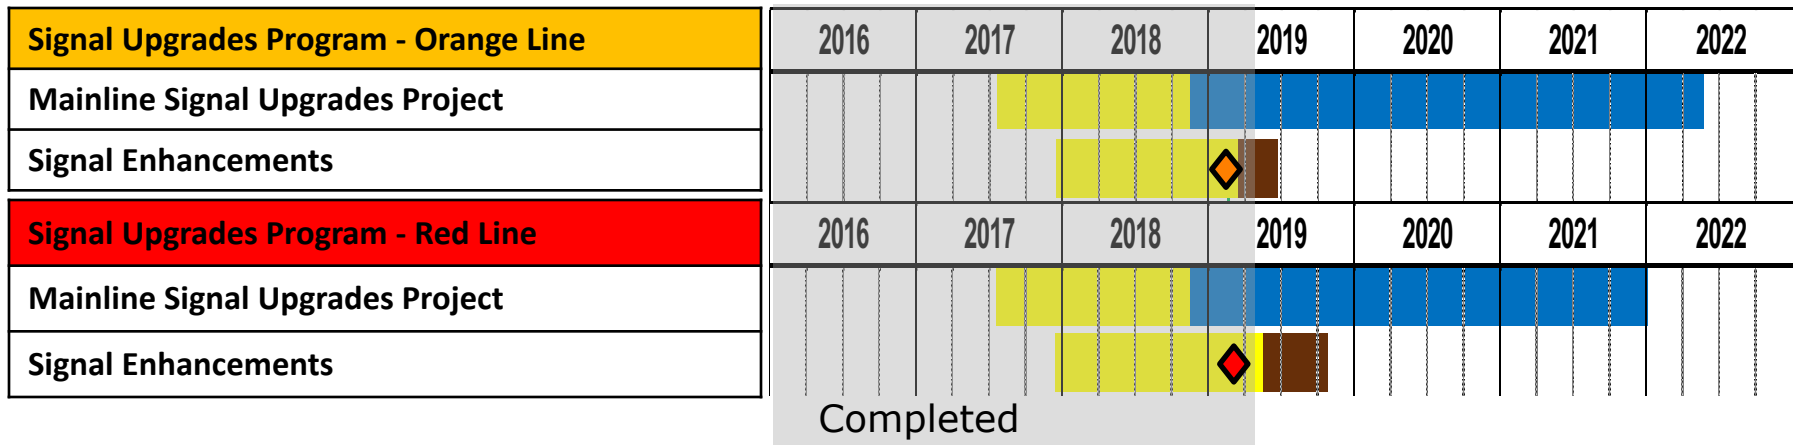 Signal Upgrades Program - Orange Line 2016 2017 2018 2019 2020 2021 2022
Mainline Signal Upgrades Project
Signal Enhancements
Signal Upgrades Program - Red Line 2016 2017 2018 2019 2020 2021 2022
Mainline Signal Upgrades Project
Signal Enhancements
Completed